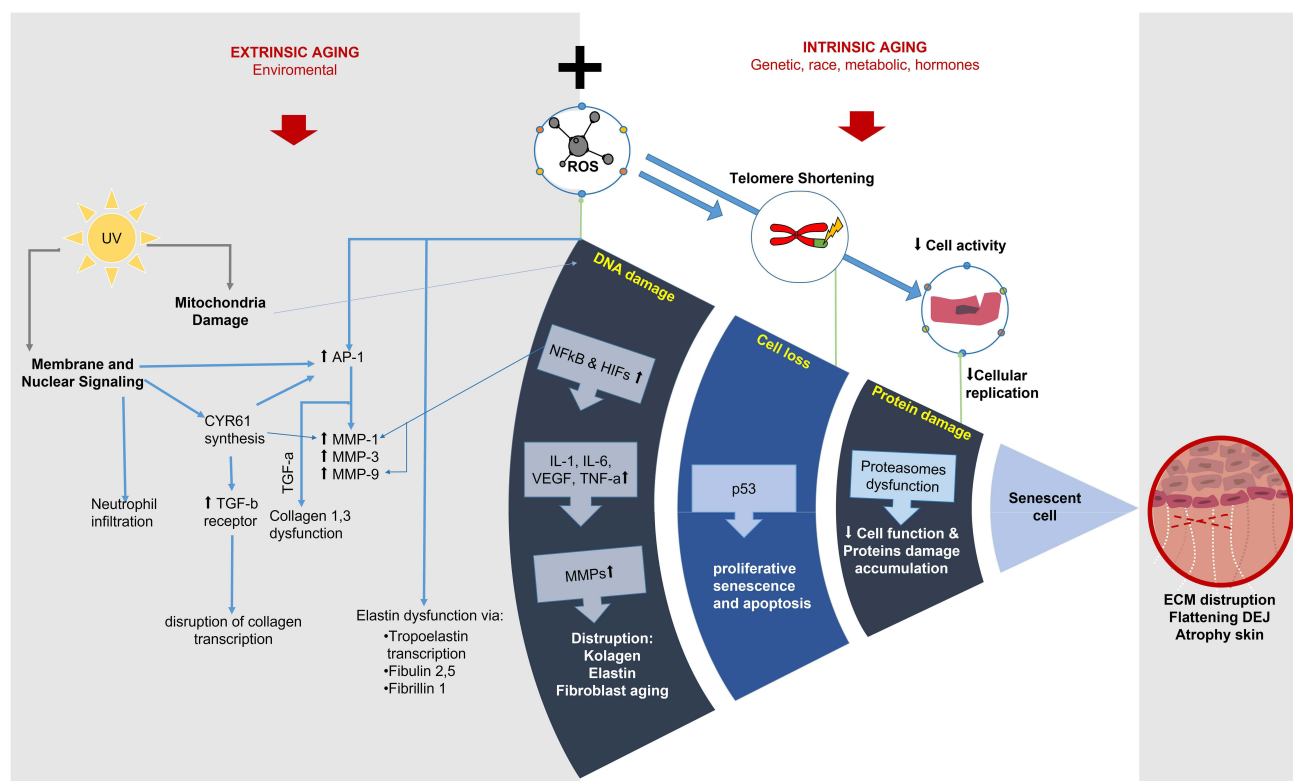 EXTRINSIC AGING
Enviromental
INTRINSIC AGING
Genetic, race, metabolic, hormones
ROS
Telomere Shortening
UV
↓ Cell activity
Mitochondria
Damage
DNA damage
Membrane and
Nuclear Signaling
⬆ AP-1
NFkB & HIFs ⬆
Cell loss
↓Cellular
replication
Protein damage
CYR61
synthesis
⬆ MMP-1
⬆ MMP-3
⬆ MMP-9
TGF-a
IL-1, IL-6,
VEGF, TNF-a⬆
p53
Proteasomes
dysfunction
Senescent
cell
Neutrophil
infiltration
⬆ TGF-b
receptor
Collagen 1,3
dysfunction
↓ Cell function &
Proteins damage
accumulation
MMPs⬆
proliferative
senescence
and apoptosis
disruption of collagen
transcription
Elastin dysfunction via:
•Tropoelastin
transcription
•Fibulin 2,5
•Fibrillin 1
Distruption:
Kolagen
Elastin
Fibroblast aging
ECM distruption
Flattening DEJ
Atrophy skin